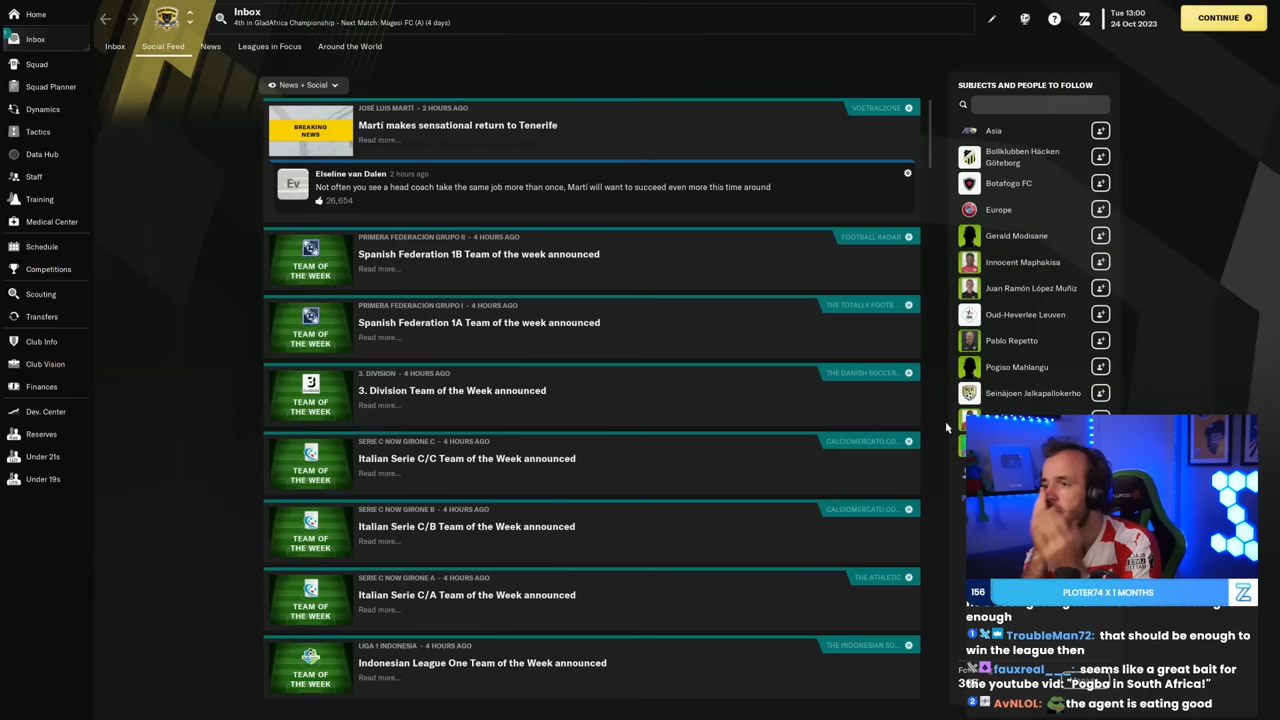 Home
Inbox
Squad
Squad Planner
Dynamics
Tactics
Data Hub
Staff
Training
Medical Center
Schedule
Competitions
Scouting
Transfers
Club Info
Club Vision
Finances
Dev. Center
Reserves
Under 21s
Under 19s
Inbox
4th in GladAfrica Championship - Next Match: Magesi FC (A) (4 days)
Tue 13:00
24 Oct 2023
CONTINUE
Inbox
Social Feed
News
Leagues in Focus
Around the World
News + Social
BREAKING
NEWS
JOSÉ LUIS MARTÍ - 2 HOURS AGO
VOETBALZONE
Martí makes sensational return to Tenerife
Read more...
Ev
Elseline van Dalen 2 hours ago
Not often you see a head coach take the same job more than once, Martí will want to succeed even more this time around
26,654
TEAM OF
THE WEEK
PRIMERA FEDERACIÓN GRUPO II - 4 HOURS AGO
FOOTBALL RADAR
Spanish Federation 1B Team of the week announced
Read more...
TEAM OF
THE WEEK
PRIMERA FEDERACIÓN GRUPO I - 4 HOURS AGO
THE TOTALLY FOOTB...
Spanish Federation 1A Team of the week announced
Read more...
3
TEAM OF
THE WEEK
3. DIVISION - 4 HOURS AGO
THE DANISH SOCCER...
3. Division Team of the Week announced
Read more...
TEAM OF
THE WEEK
SERIE C NOW GIRONE C - 4 HOURS AGO
CALCIOMERCATO.CO...
Italian Serie C/C Team of the Week announced
Read more...
TEAM OF
THE WEEK
SERIE C NOW GIRONE B - 4 HOURS AGO
CALCIOMERCATO.CO...
Italian Serie C/B Team of the Week announced
Read more...
TEAM OF
THE WEEK
SERIE C NOW GIRONE A - 4 HOURS AGO
THE ATHLETIC
Italian Serie C/A Team of the Week announced
Read more...
TEAM OF
THE WEEK
LIGA 1 INDONESIA - 4 HOURS AGO
THE INDONESIAN SO...
Indonesian League One Team of the Week announced
Read more...
SUBJECTS AND PEOPLE TO FOLLOW
Asia
Bollklubben Häcken
Göteborg
Botafogo FC
Europe
Gerald Modisane
Innocent Maphakisa
Juan Ramón López Muñiz
Oud-Heverlee Leuven
Pablo Repetto
Pogiso Mahlangu
Seinäjoen Jalkapallokerho
156
PLOTER74 X 1 MONTHS
enough
TroubleMan72: that should be enough to
win the league then
fauxreal___: seems like a great bait for
the youtube vid: "Pogba in South Africa!"
AvNLOL: the agent is eating good